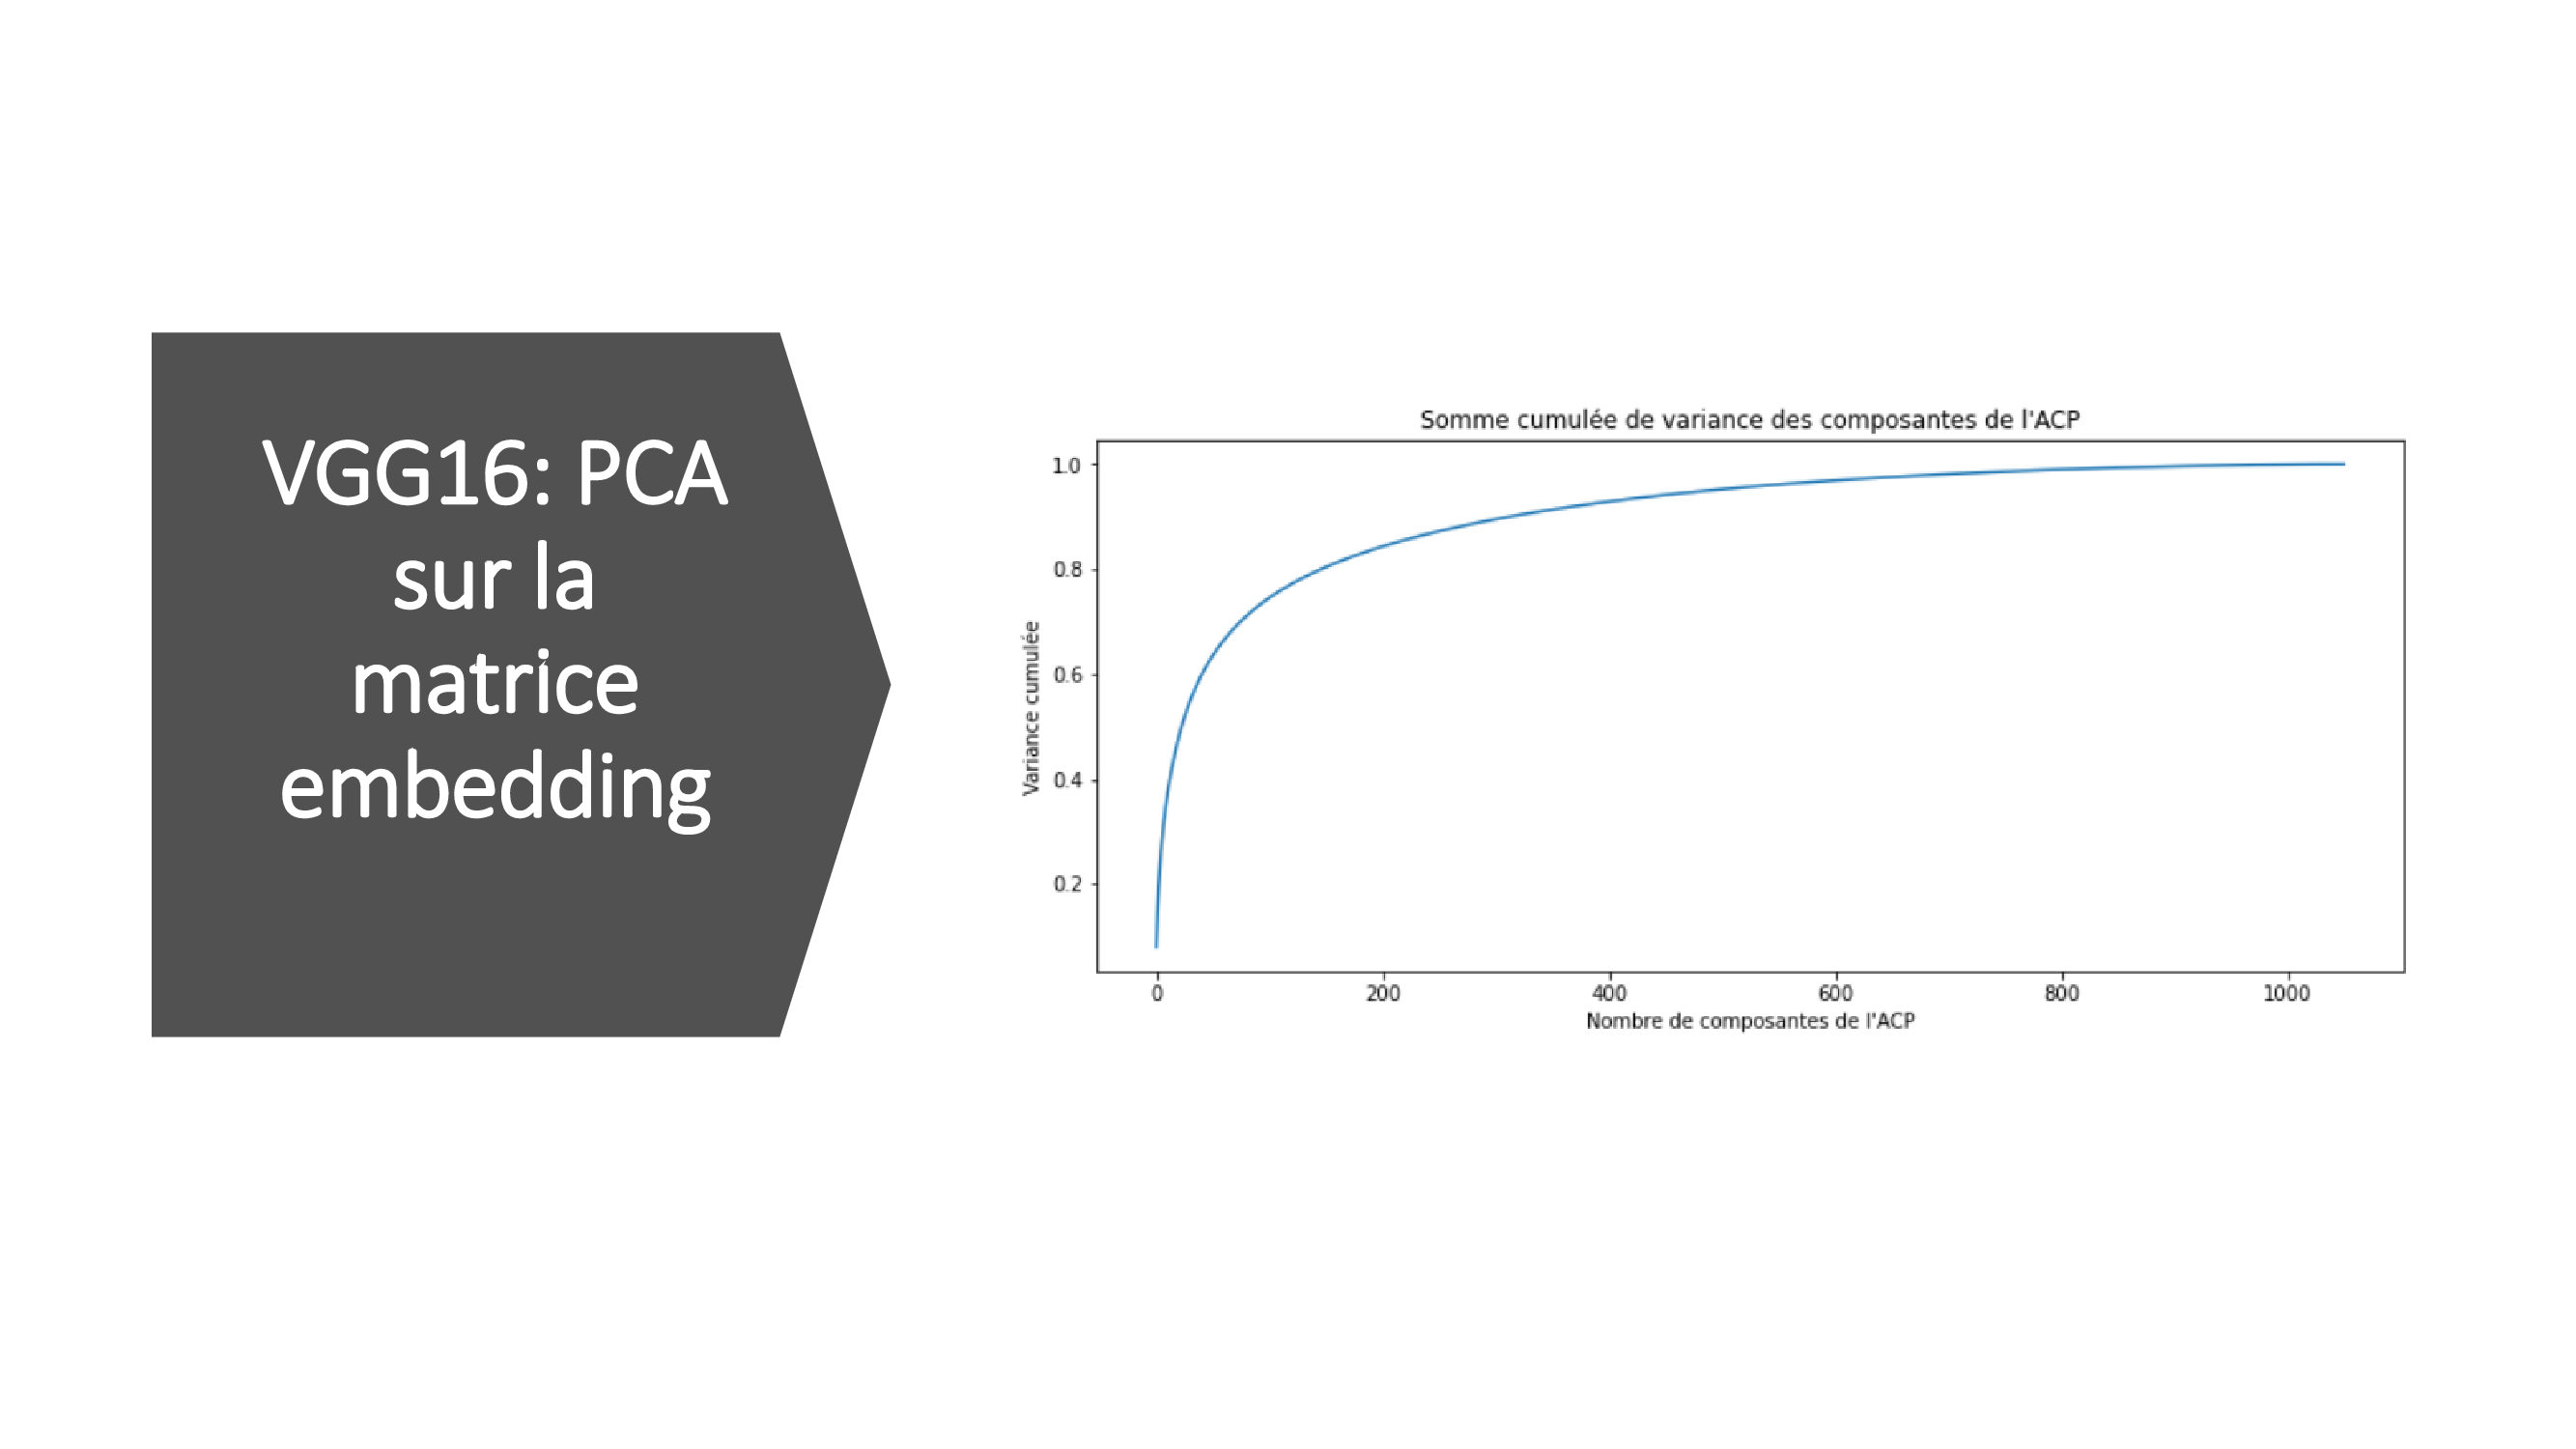 VGG16: PCA
sur la
matrice
embedding
Somme cumulée de variance des composantes de l'ACP
Variance cumulée
1.0
0.8
0.6
0.4
0.2
0 200 400 600 800 1000
Nombre de composantes de l'ACP